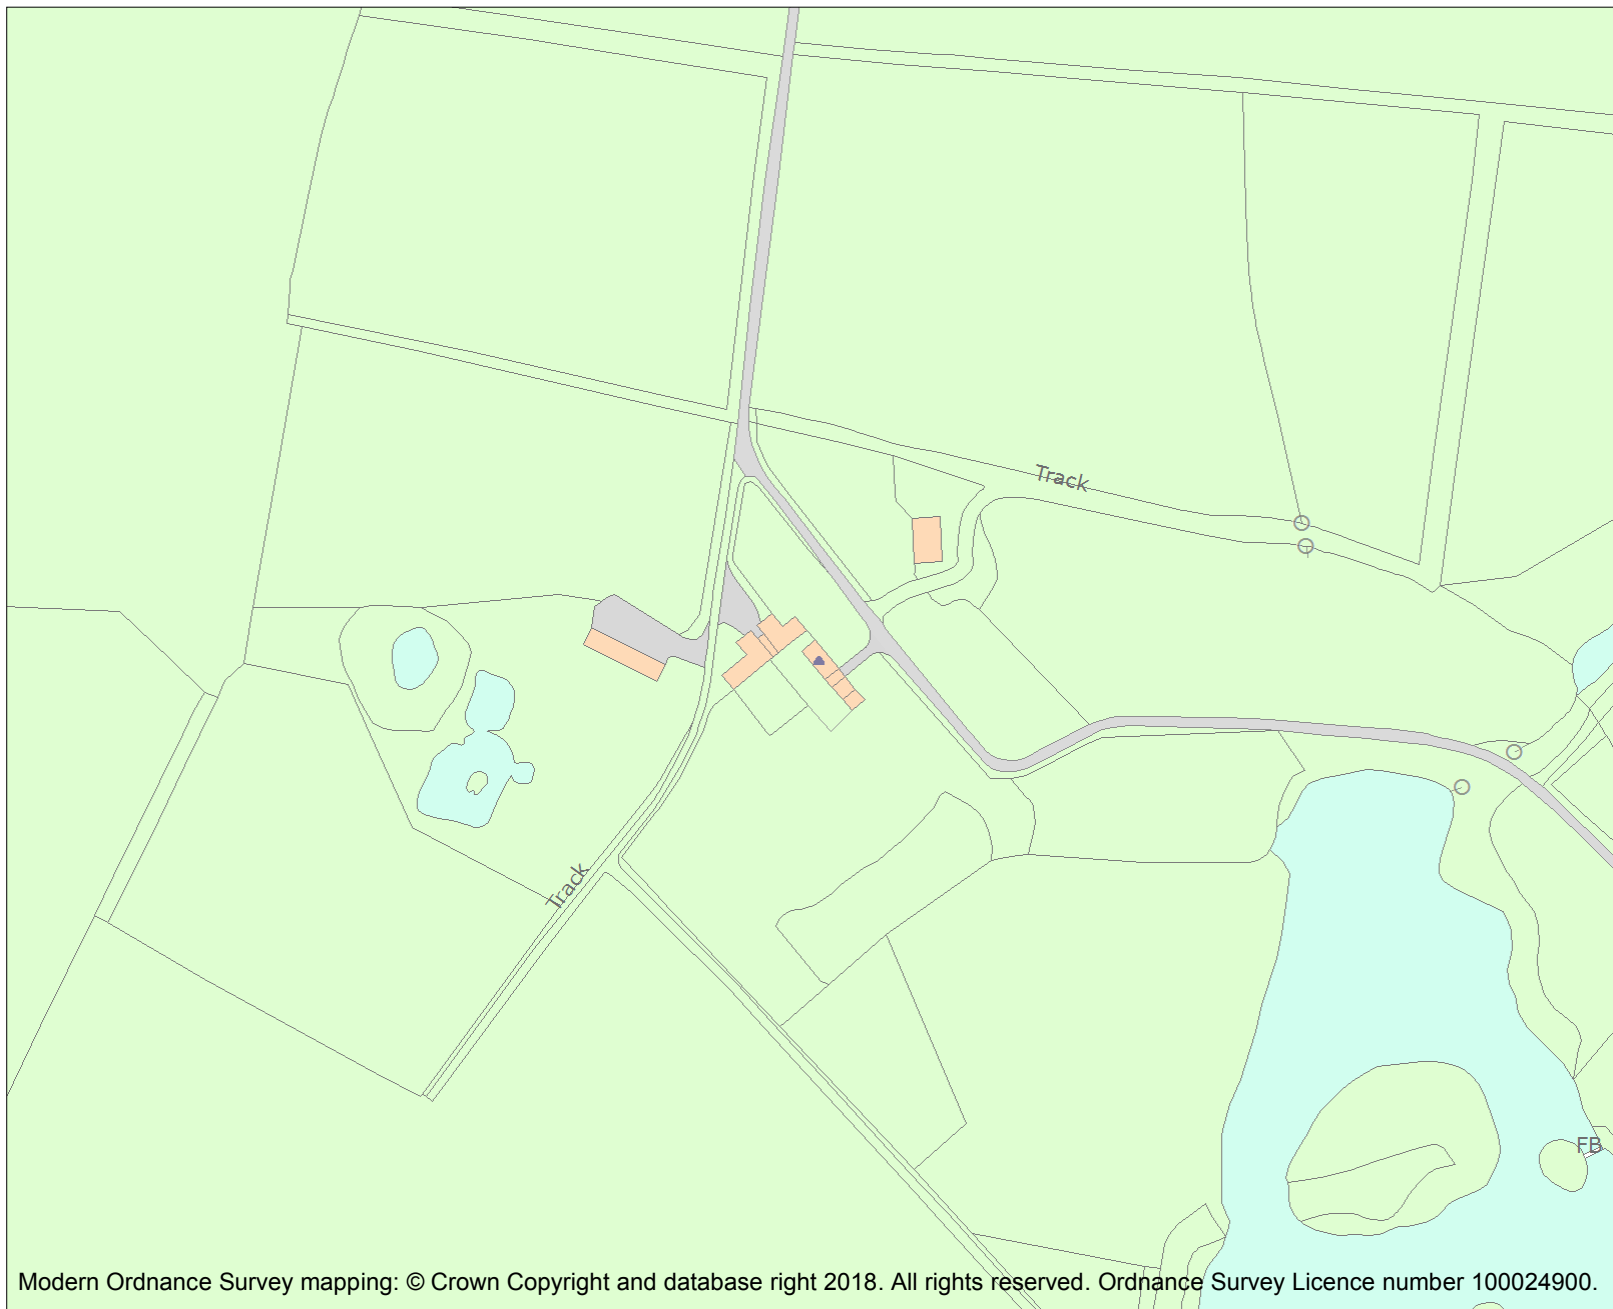 Track
Track
FB
Modern Ordnance Survey mapping: © Crown Copyright and database right 2018. All rights reserved. Ordnance Survey Licence number 100024900.